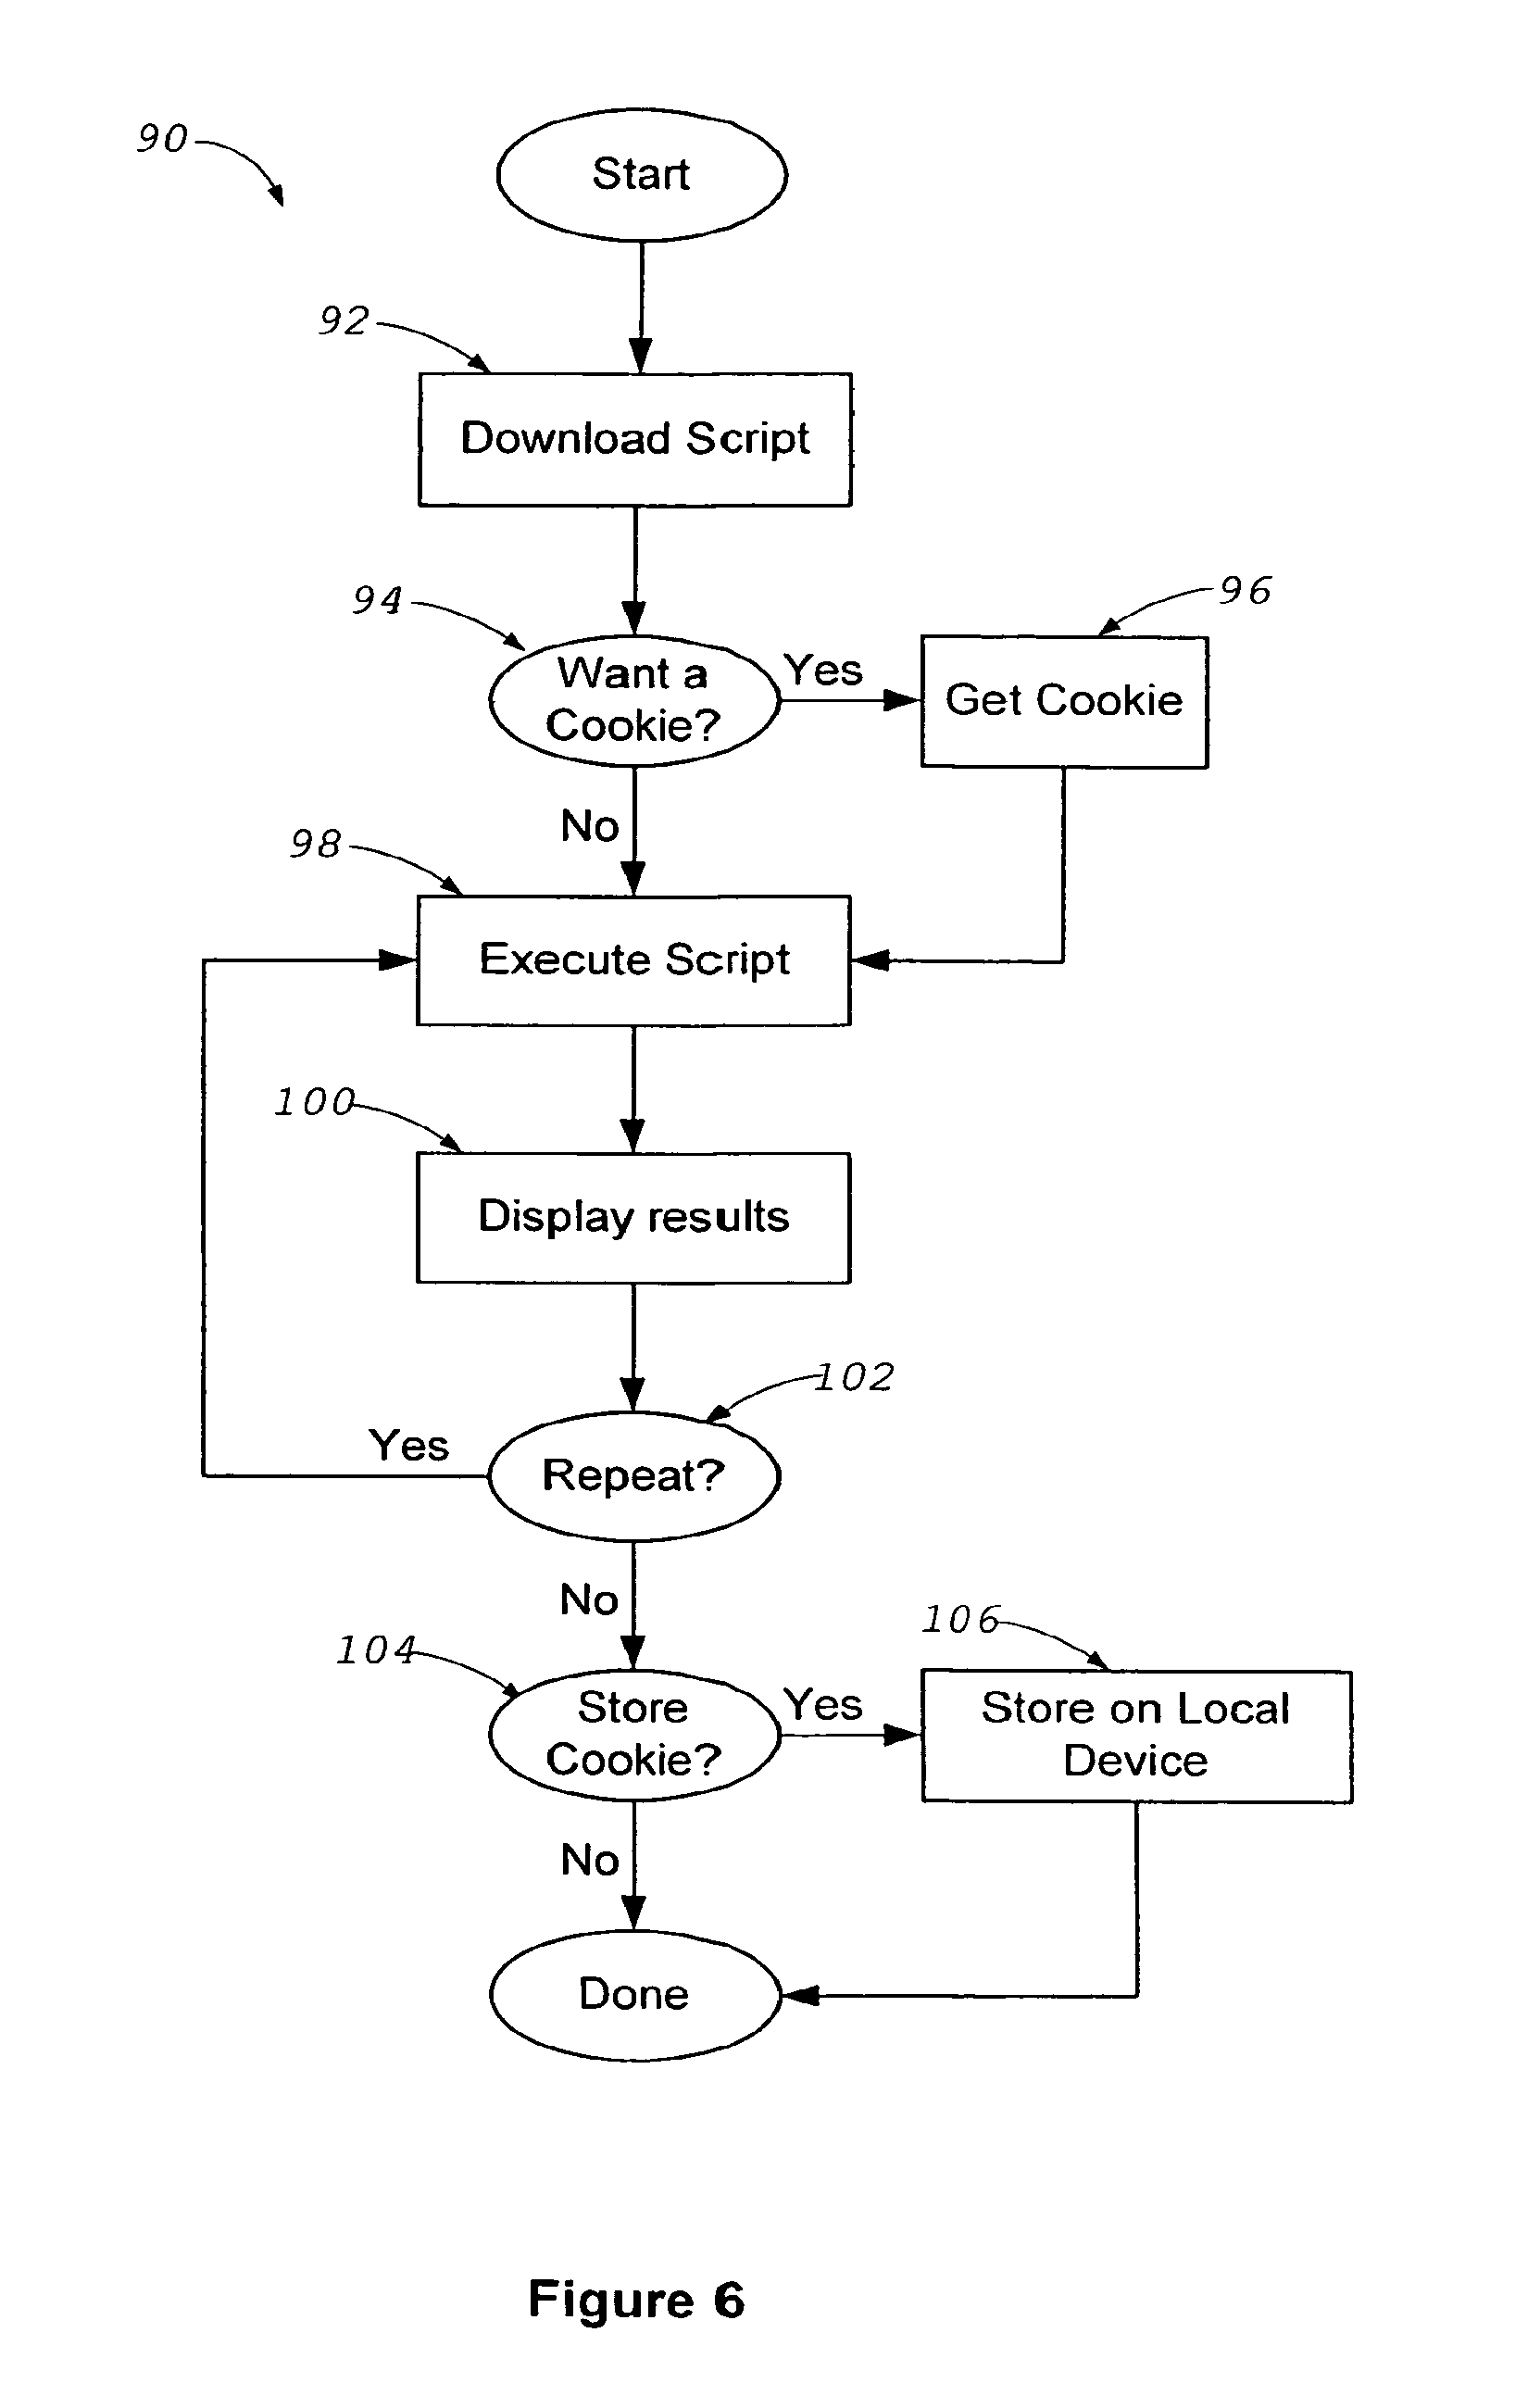 90
Start
92
Download Script
94
Want a
Cookie?
Yes
96
Get Cookie
No
98
Execute Script
100
Display results
102
Yes
Repeat?
No
104
Store
Cookie?
Yes
106
Store on Local
Device
No
Done
Figure 6